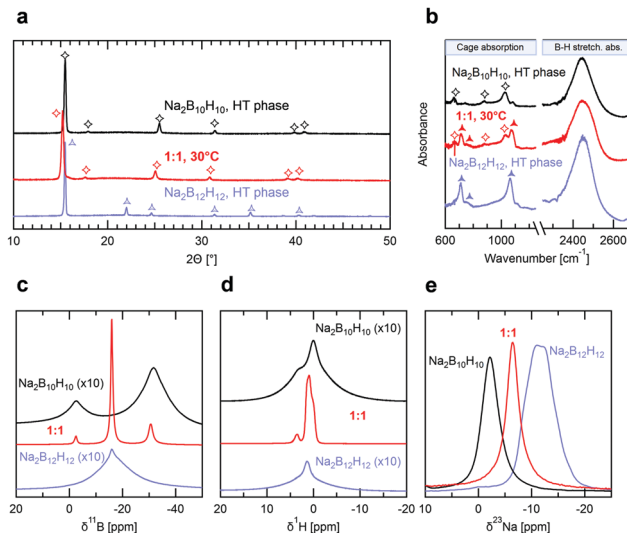 a
Na₂B₁₀H₁₀, HT phase
1:1, 30°C
Na₂B₁₂H₁₂, HT phase
10 20 30 40 50
2Θ [°]
b
Cage absorption B-H stretch. abs.
Na₂B₁₀H₁₀, HT phase
1:1, 30°C
Na₂B₁₂H₁₂, HT phase
Absorbance
600 1000 2400 2600
Wavenumber [cm⁻¹]
c
Na₂B₁₀H₁₀ (x10)
1:1
Na₂B₁₂H₁₂ (x10)
20 0 -20 -40
δ¹¹B [ppm]
d
Na₂B₁₀H₁₀ (x10)
1:1
Na₂B₁₂H₁₂ (x10)
20 10 0 -10 -20
δ¹H [ppm]
e
1:1
Na₂B₁₀H₁₀
Na₂B₁₂H₁₂
10 0 -10 -20
δ²³Na [ppm]